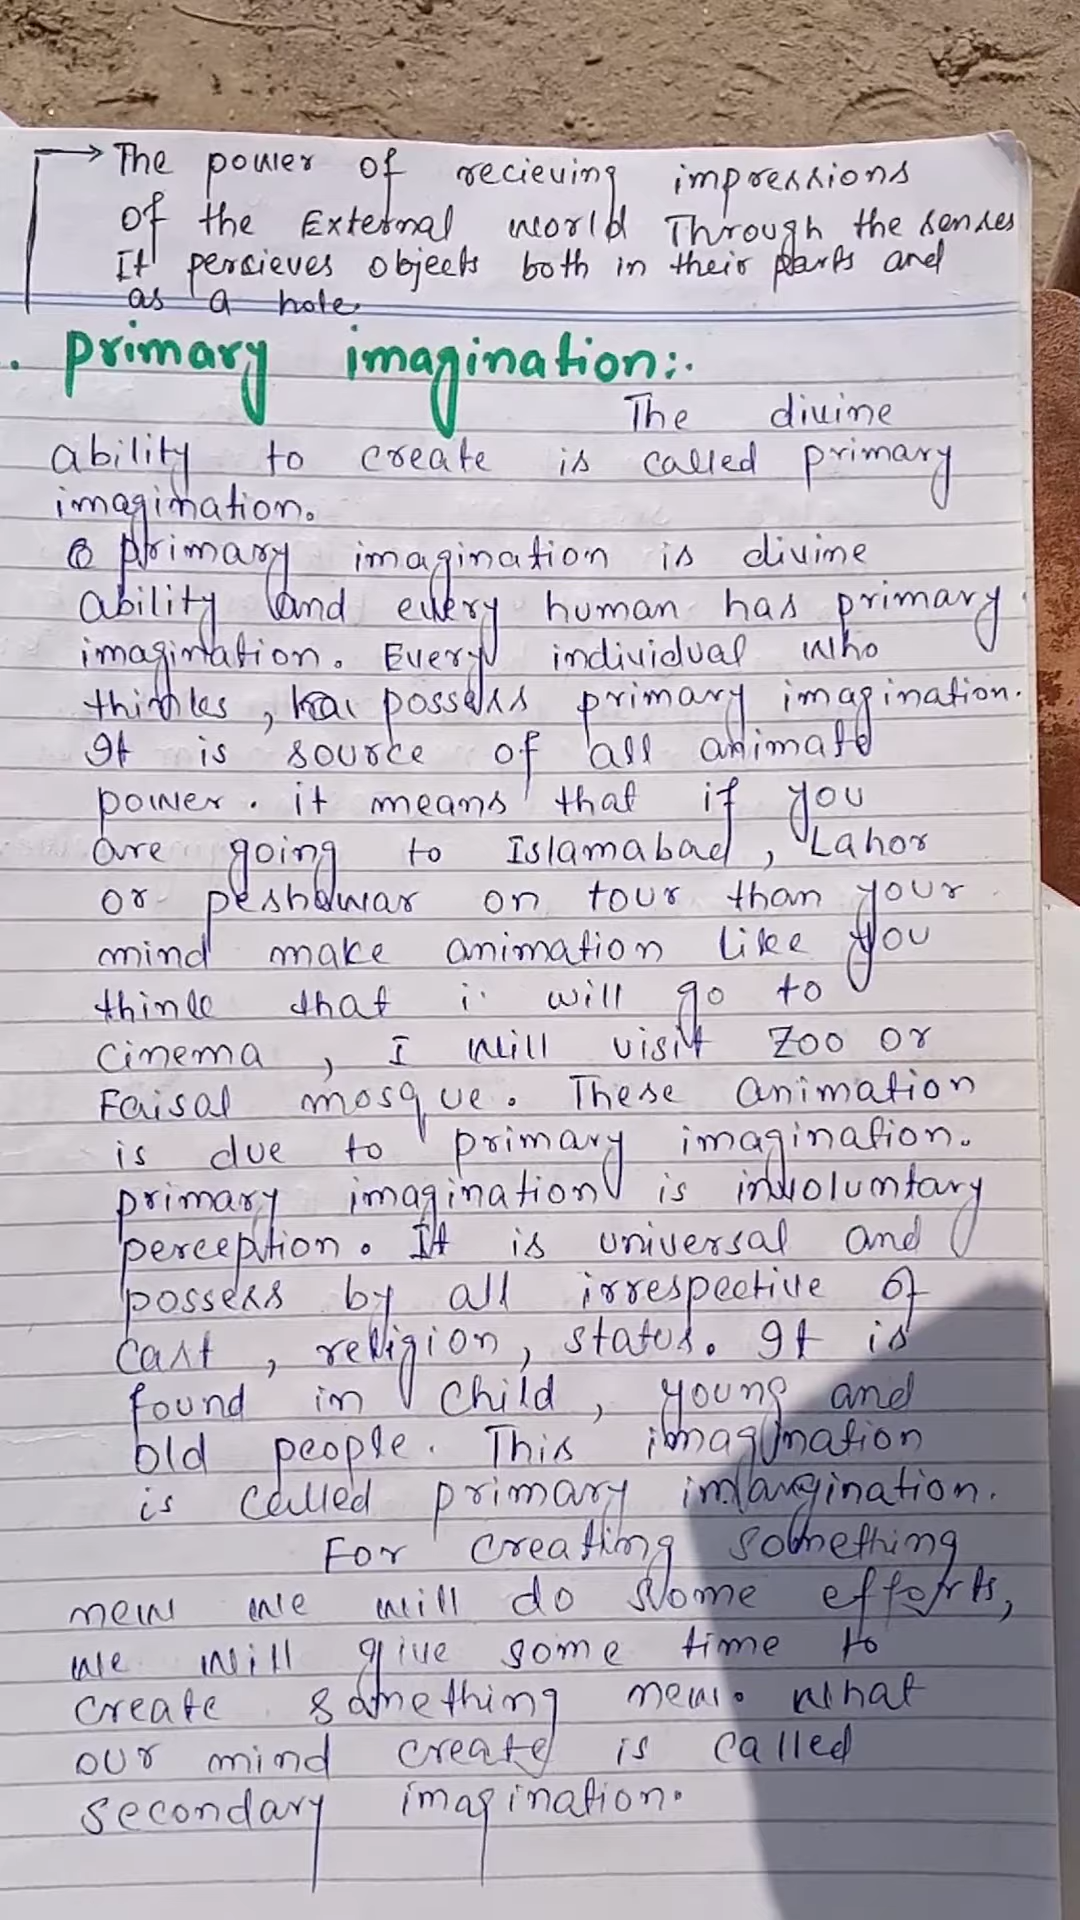 The power of recieving impressions
of the External world Through the senses
It percieves objects both in their parts and
as a hole.
primary imagination:.
The divine
ability to create is called primary
imagination.
primary imagination is divine
ability and every human has primary
imagination. Every individual who
thinkes, possess primary imagination.
It is source of all animate
power. it means that if you
are going to Islamabad, Lahor
or peshawar on tour than your
mind make animation like you
think that i will go to
cinema, I will visit Zoo or
Faisal mosque. These animation
is due to primary imagination.
primary imagination is involuntary
perception. It is universal and
possess by all irrespective of
cast, religion, status. It is
found in child, young and
old people. This imagination
is called primary imagination.
For creating something
new we will do some efforts,
we will give some time to
create something new. what
our mind create is called
secondary imagination.